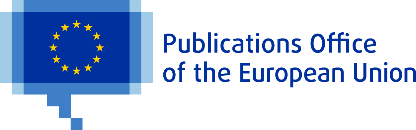 Publications Office
of the European Union